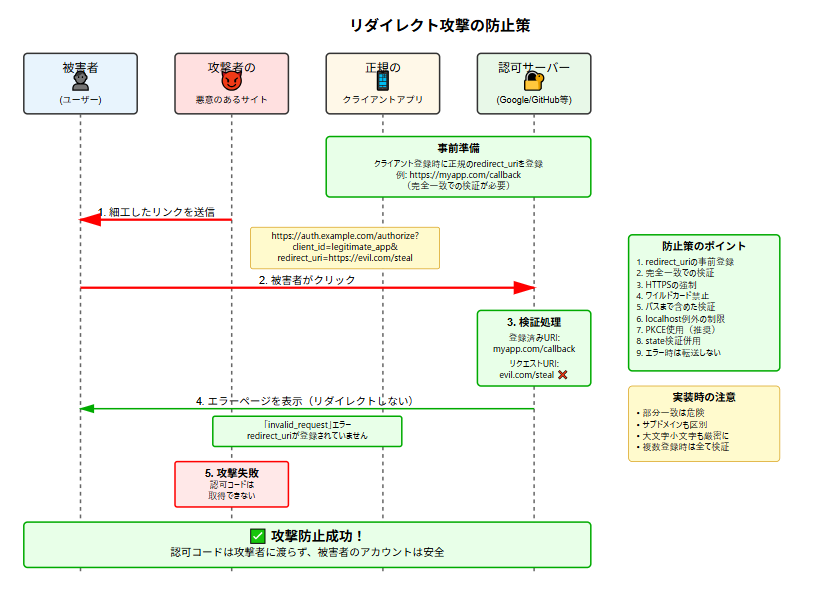 リダイレクト攻撃の防止策
被害者
(ユーザー)
攻撃者の
悪意のあるサイト
正規の
クライアントアプリ
認可サーバー
(Google/GitHub等)
事前準備
クライアント登録時に正規のredirect_uriを登録
例: https://myapp.com/callback
（完全一致での検証が必要）
1. 細工したリンクを送信
https://auth.example.com/authorize?
client_id=legitimate_app&
redirect_uri=https://evil.com/steal
2. 被害者がクリック
3. 検証処理
登録済みURI:
myapp.com/callback
リクエストURI:
evil.com/steal ❌
4. エラーページを表示（リダイレクトしない）
「invalid_request」エラー
redirect_uriが登録されていません
5. 攻撃失敗
認可コードは
取得できない
✅ 攻撃防止成功！
認可コードは攻撃者に渡らず、被害者のアカウントは安全
防止策のポイント
1. redirect_uriの事前登録
2. 完全一致での検証
3. HTTPSの強制
4. ワイルドカード禁止
5. パスまで含めた検証
6. localhost例外の制限
7. PKCE使用（推奨）
8. state検証併用
9. エラー時は転送しない
実装時の注意
• 部分一致は危険
• サブドメインも区別
• 大文字小文字も厳密に
• 複数登録時は全て検証